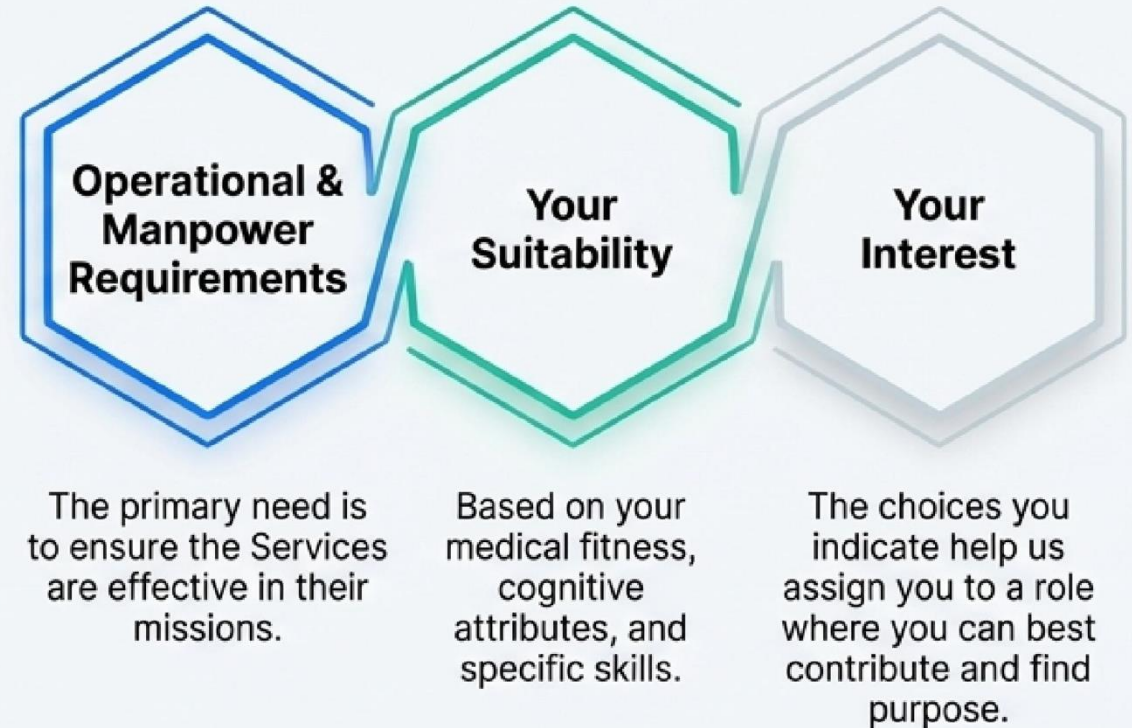 Operational &
Manpower
Requirements
The primary need is
to ensure the Services
are effective in their
missions.
Your
Suitability
Based on your
medical fitness,
cognitive
attributes, and
specific skills.
Your
Interest
The choices you
indicate help us
assign you to a role
where you can best
contribute and find
purpose.